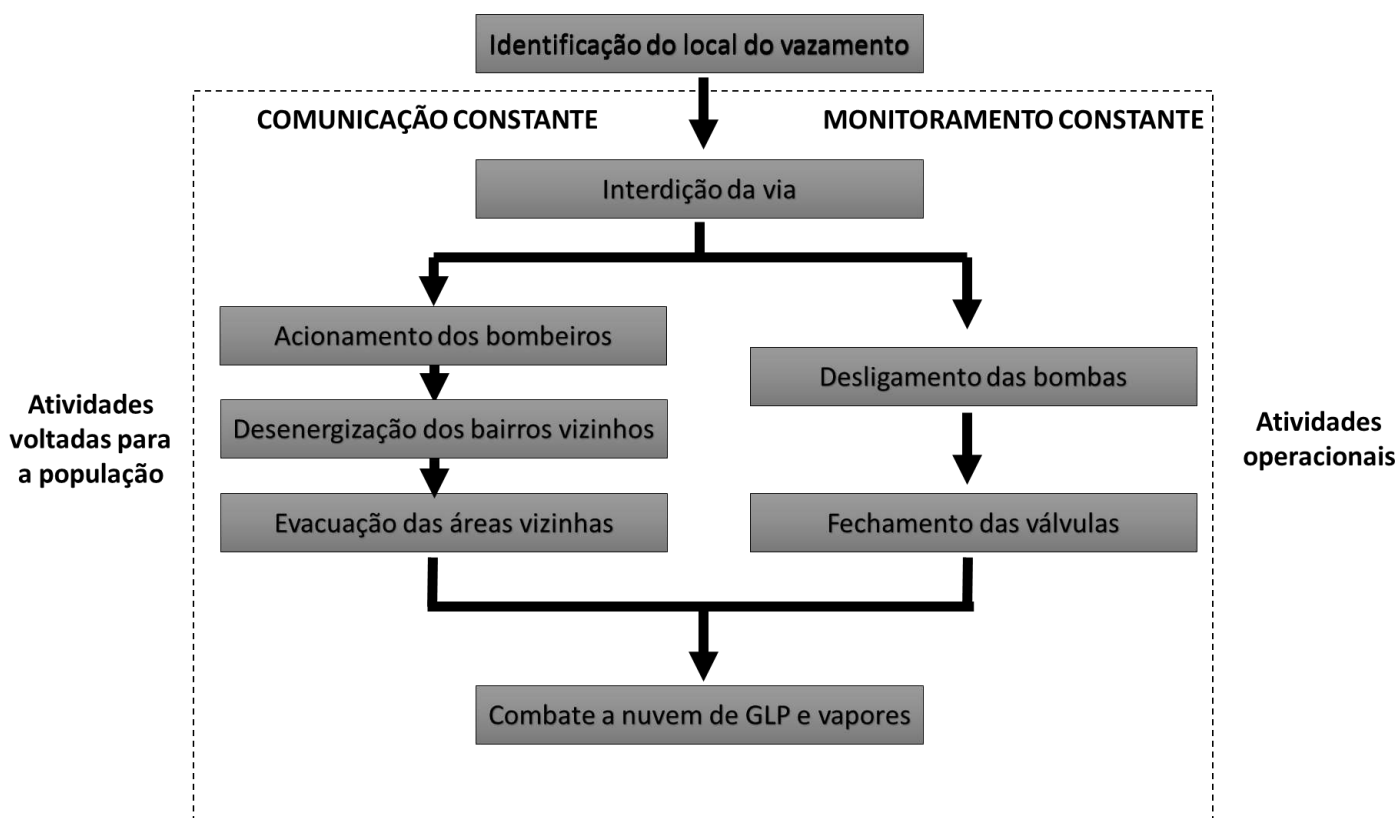 Identificação do local do vazamento
COMUNICAÇÃO CONSTANTE
MONITORAMENTO CONSTANTE
Interdição da via
Acionamento dos bombeiros
Desligamento das bombas
Atividades
voltadas para
a população
Desenergização dos bairros vizinhos
Atividades
operacionais
Evacuação das áreas vizinhas
Fechamento das válvulas
Combate a nuvem de GLP e vapores